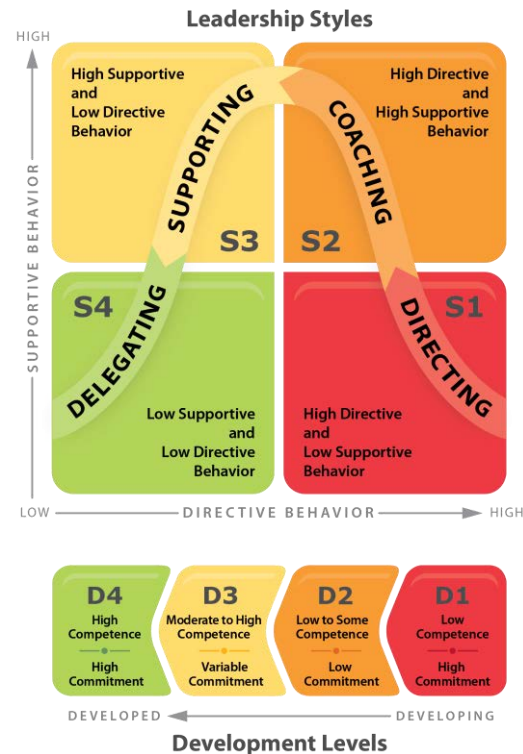 Leadership Styles
HIGH
SUPPORTIVE BEHAVIOR
High Supportive
and
Low Directive
Behavior
SUPPORTING
S3
High Directive
and
High Supportive
Behavior
COACHING
S2
S4
DELEGATING
Low Supportive
and
Low Directive
Behavior
S1
DIRECTING
High Directive
and
Low Supportive
Behavior
LOW
DIRECTIVE BEHAVIOR
HIGH
D4
High
Competence
High
Commitment
D3
Moderate to High
Competence
Variable
Commitment
D2
Low to Some
Competence
Low
Commitment
D1
Low
Competence
High
Commitment
DEVELOPED
DEVELOPING
Development Levels